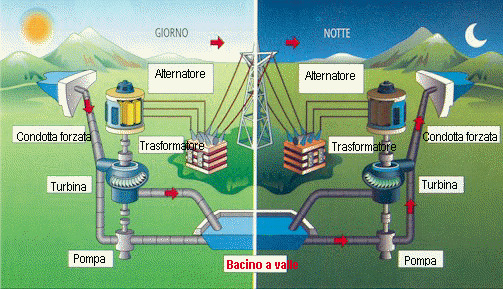 GIORNO
NOTTE
Alternatore
Alternatore
Condotta forzata
Trasformatore
Trasformatore
Condotta forzata
Turbina
Turbina
Pompa
Bacino a valle
Pompa